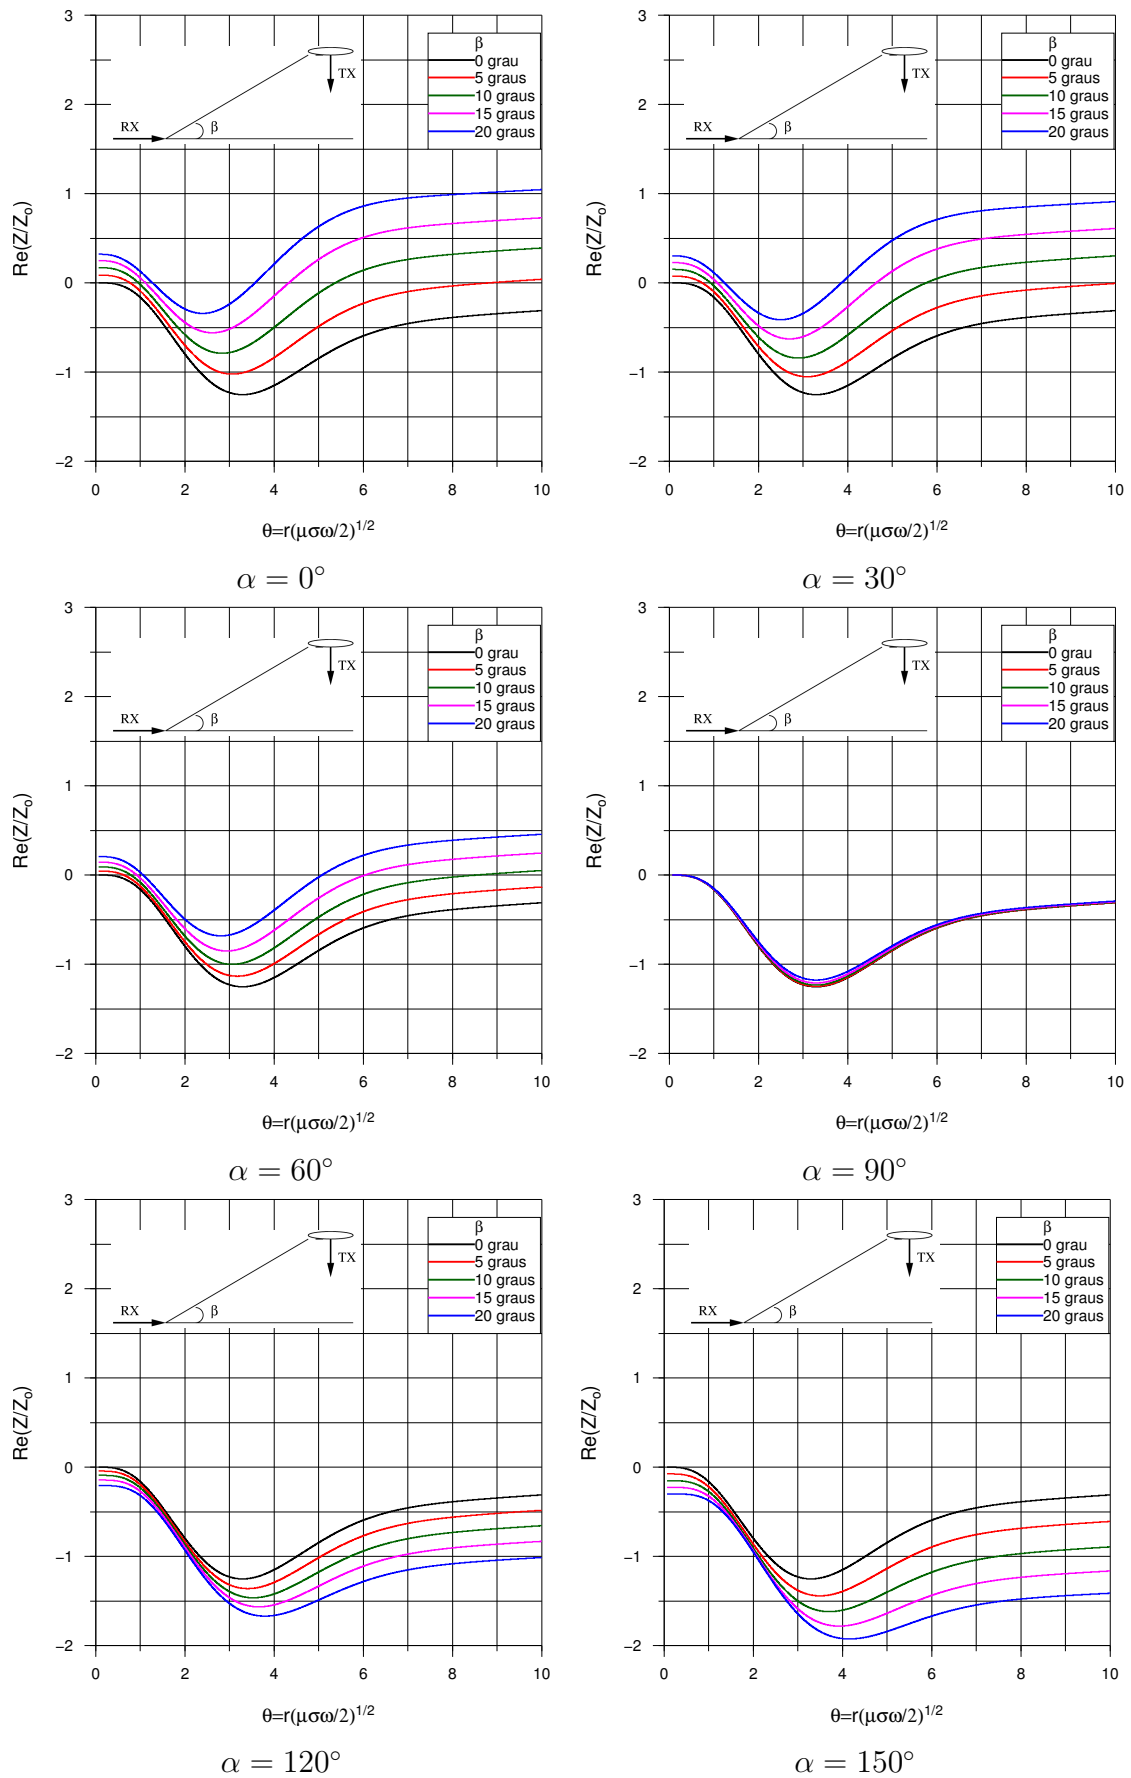 3
2
1
0
−1
−2
Re(Z/Zo)
RX
β
TX
β
0 grau
5 graus
10 graus
15 graus
20 graus
0 2 4 6 8 10
θ=r(μσω/2)1/2
α = 0°
3
2
1
0
−1
−2
Re(Z/Zo)
RX
β
TX
β
0 grau
5 graus
10 graus
15 graus
20 graus
0 2 4 6 8 10
θ=r(μσω/2)1/2
α = 30°
3
2
1
0
−1
−2
Re(Z/Zo)
RX
β
TX
β
0 grau
5 graus
10 graus
15 graus
20 graus
0 2 4 6 8 10
θ=r(μσω/2)1/2
α = 60°
3
2
1
0
−1
−2
Re(Z/Zo)
RX
β
TX
β
0 grau
5 graus
10 graus
15 graus
20 graus
0 2 4 6 8 10
θ=r(μσω/2)1/2
α = 90°
3
2
1
0
−1
−2
Re(Z/Zo)
RX
β
TX
β
0 grau
5 graus
10 graus
15 graus
20 graus
0 2 4 6 8 10
θ=r(μσω/2)1/2
α = 120°
3
2
1
0
−1
−2
Re(Z/Zo)
RX
β
TX
β
0 grau
5 graus
10 graus
15 graus
20 graus
0 2 4 6 8 10
θ=r(μσω/2)1/2
α = 150°